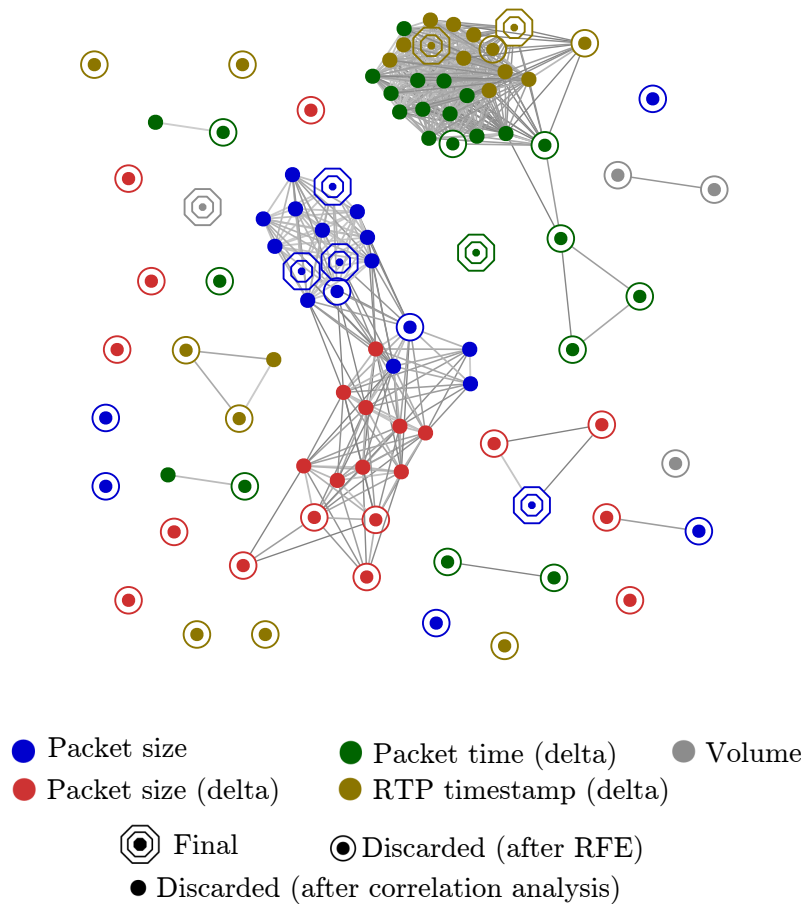 Packet size
Packet time (delta)
Volume
Packet size (delta)
RTP timestamp (delta)
Final
Discarded (after RFE)
Discarded (after correlation analysis)